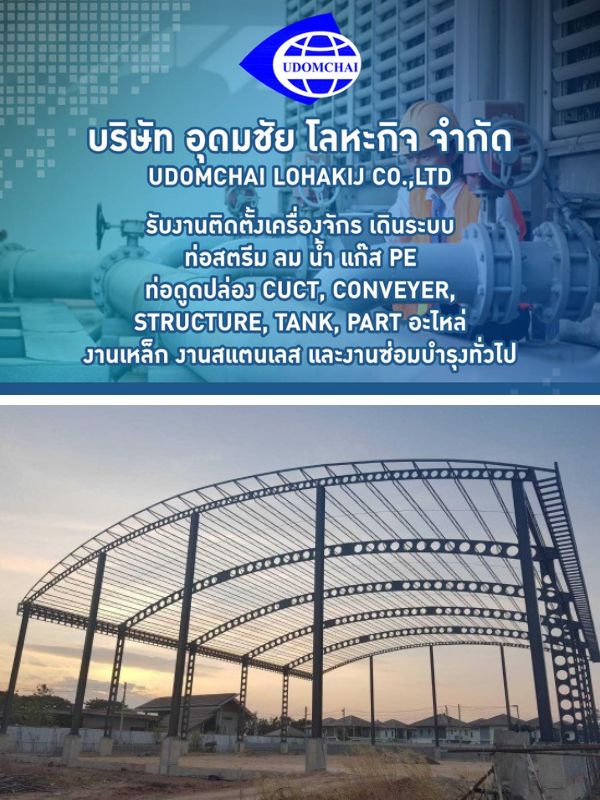 UDOMCHAI
บริษัท อุดมชัย โลหะกิจ จำกัด
UDOMCHAI LOHAKIJ CO.,LTD
รับงานติดตั้งเครื่องจักร เดินระบบ
ท่อสตรีม ลม น้ำ แก๊ส PE
ท่อดูดปล่อง CUCT, CONVEYER,
STRUCTURE, TANK, PART อะไหล่
งานเหล็ก งานสแตนเลส และงานซ่อมบำรุงทั่วไป